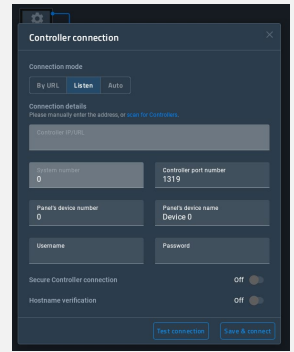 Controller connection
Connection mode
By URL Listen Auto
Connection details
Please manually enter the address, or scan for Controllers.
Controller IP/URL
System number
0
Controller port number
1319
Panel's device number
0
Panel's device name
Device 0
Username
Password
Secure Controller connection Off
Hostname verification Off
Test connection Save & connect